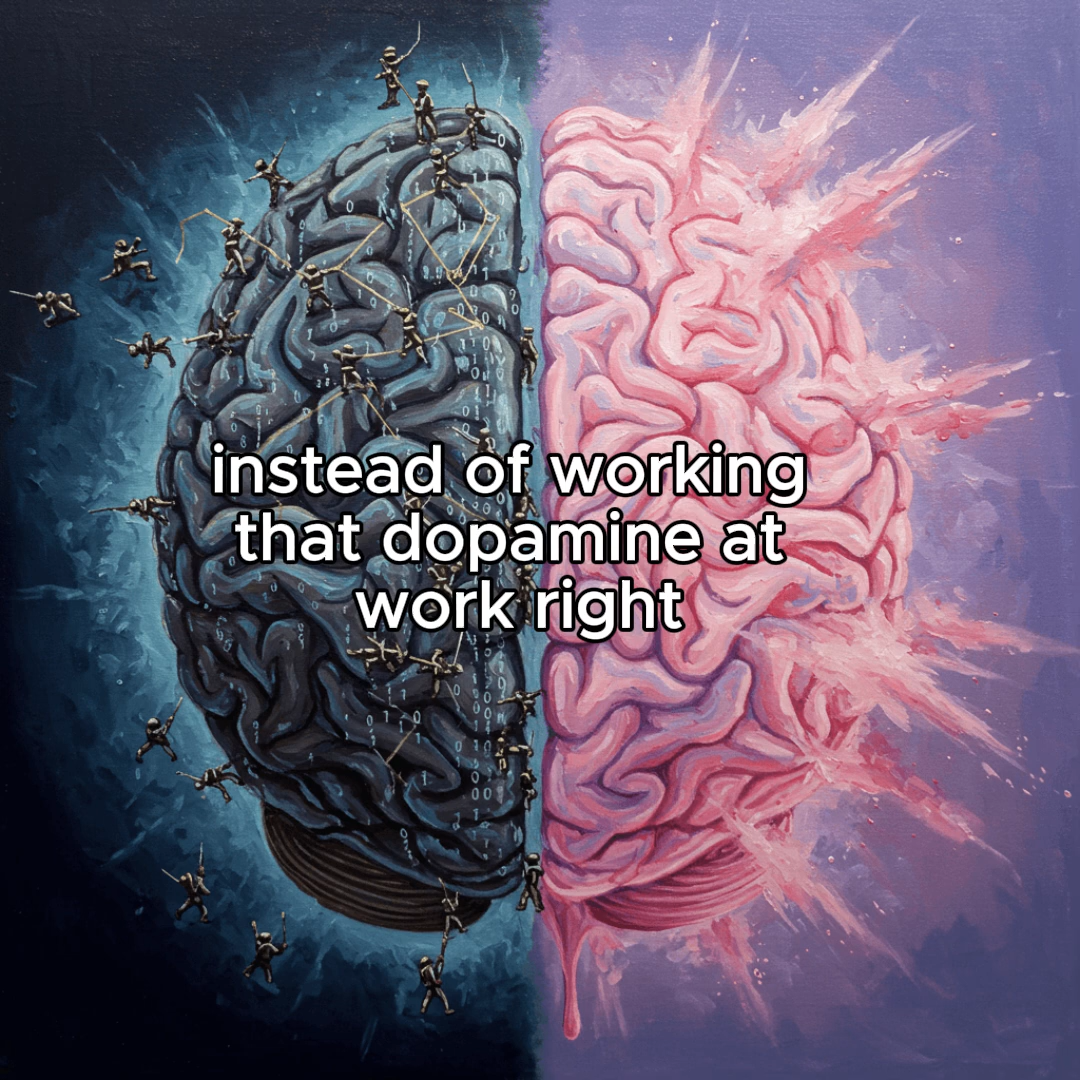 instead of working
that dopamine at
work right